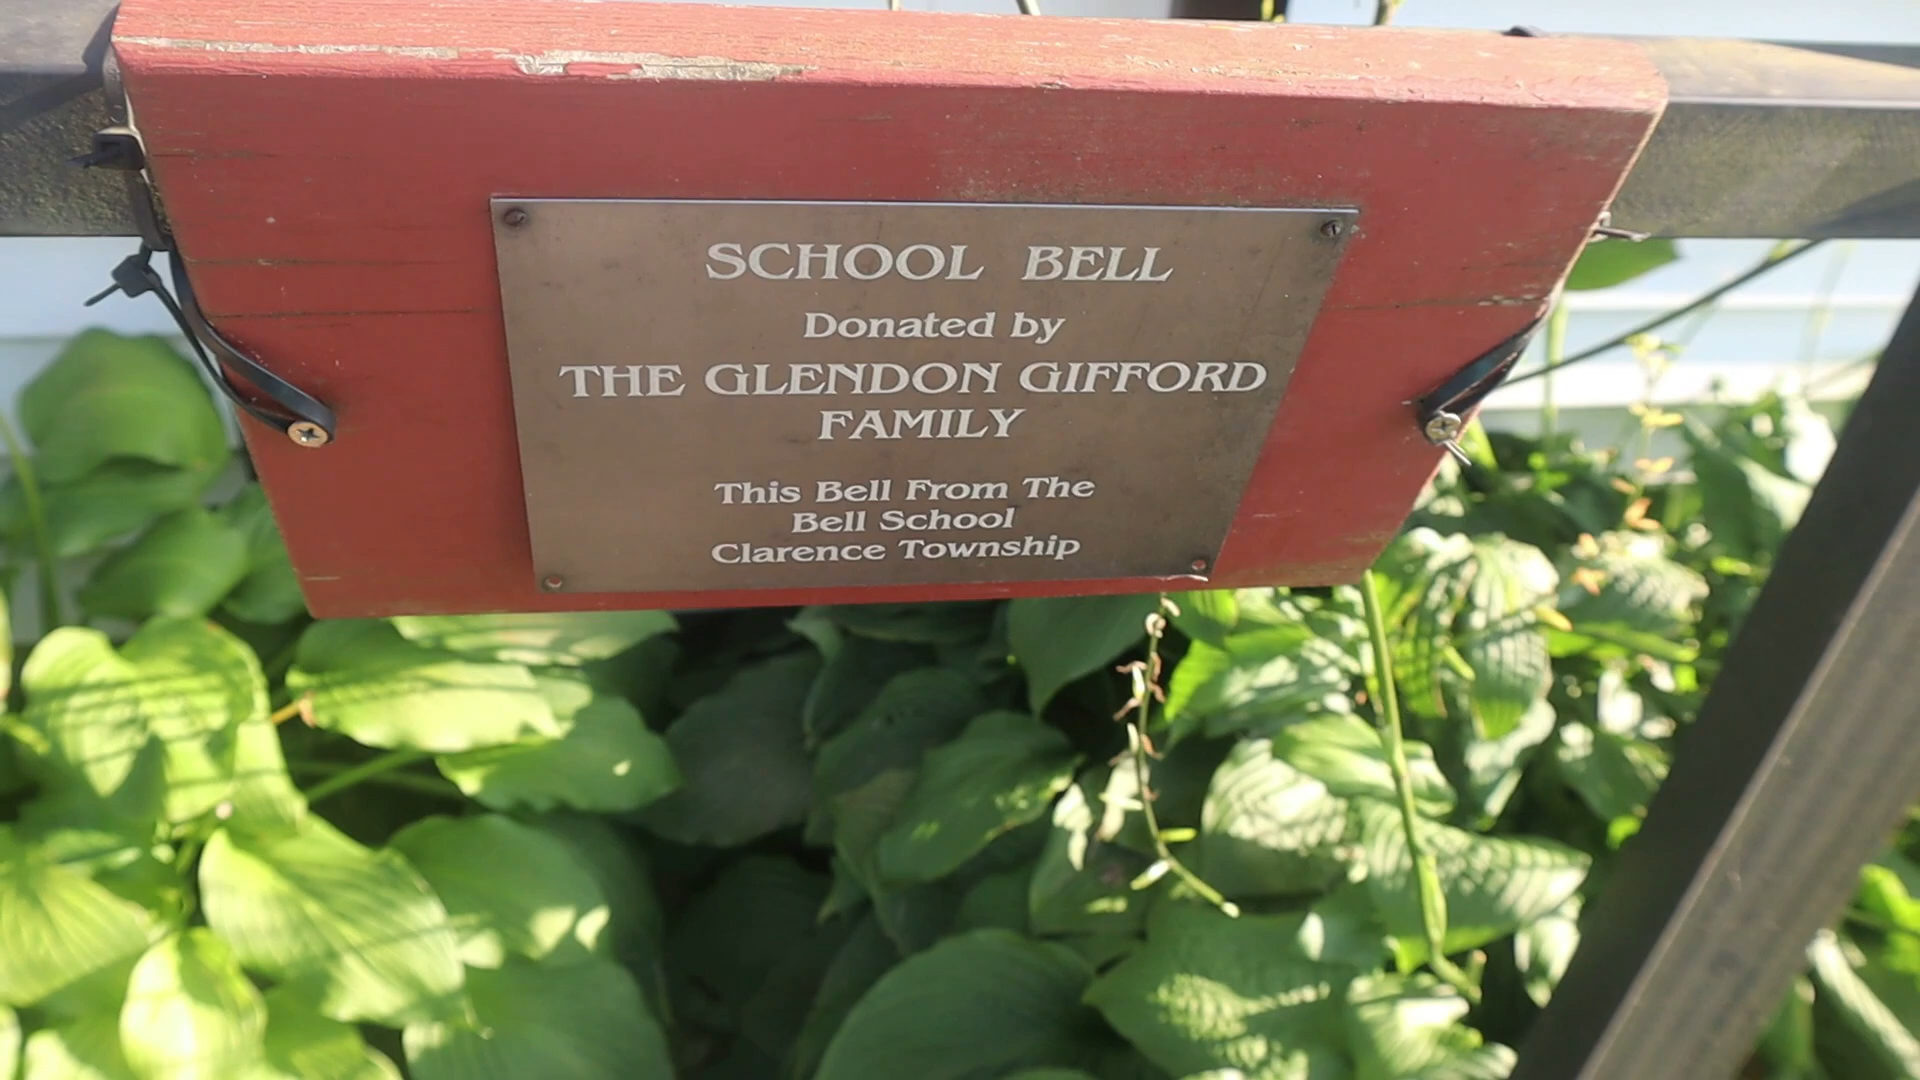 SCHOOL BELL
Donated by
THE GLENDON GIFFORD
FAMILY
This Bell From The
Bell School
Clarence Township